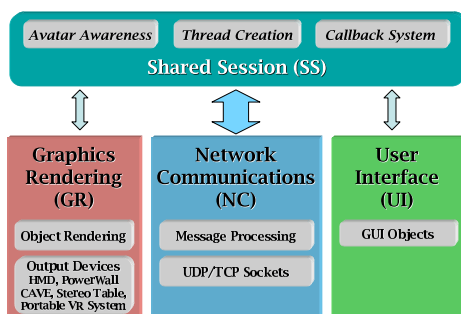 Avatar Awareness
Thread Creation
Callback System
Shared Session (SS)
Graphics
Rendering
(GR)
Object Rendering
Output Devices
HMD, PowerWall
CAVE, Stereo Table,
Portable VR System
Network
Communications
(NC)
Message Processing
UDP/TCP Sockets
User
Interface
(UI)
GUI Objects